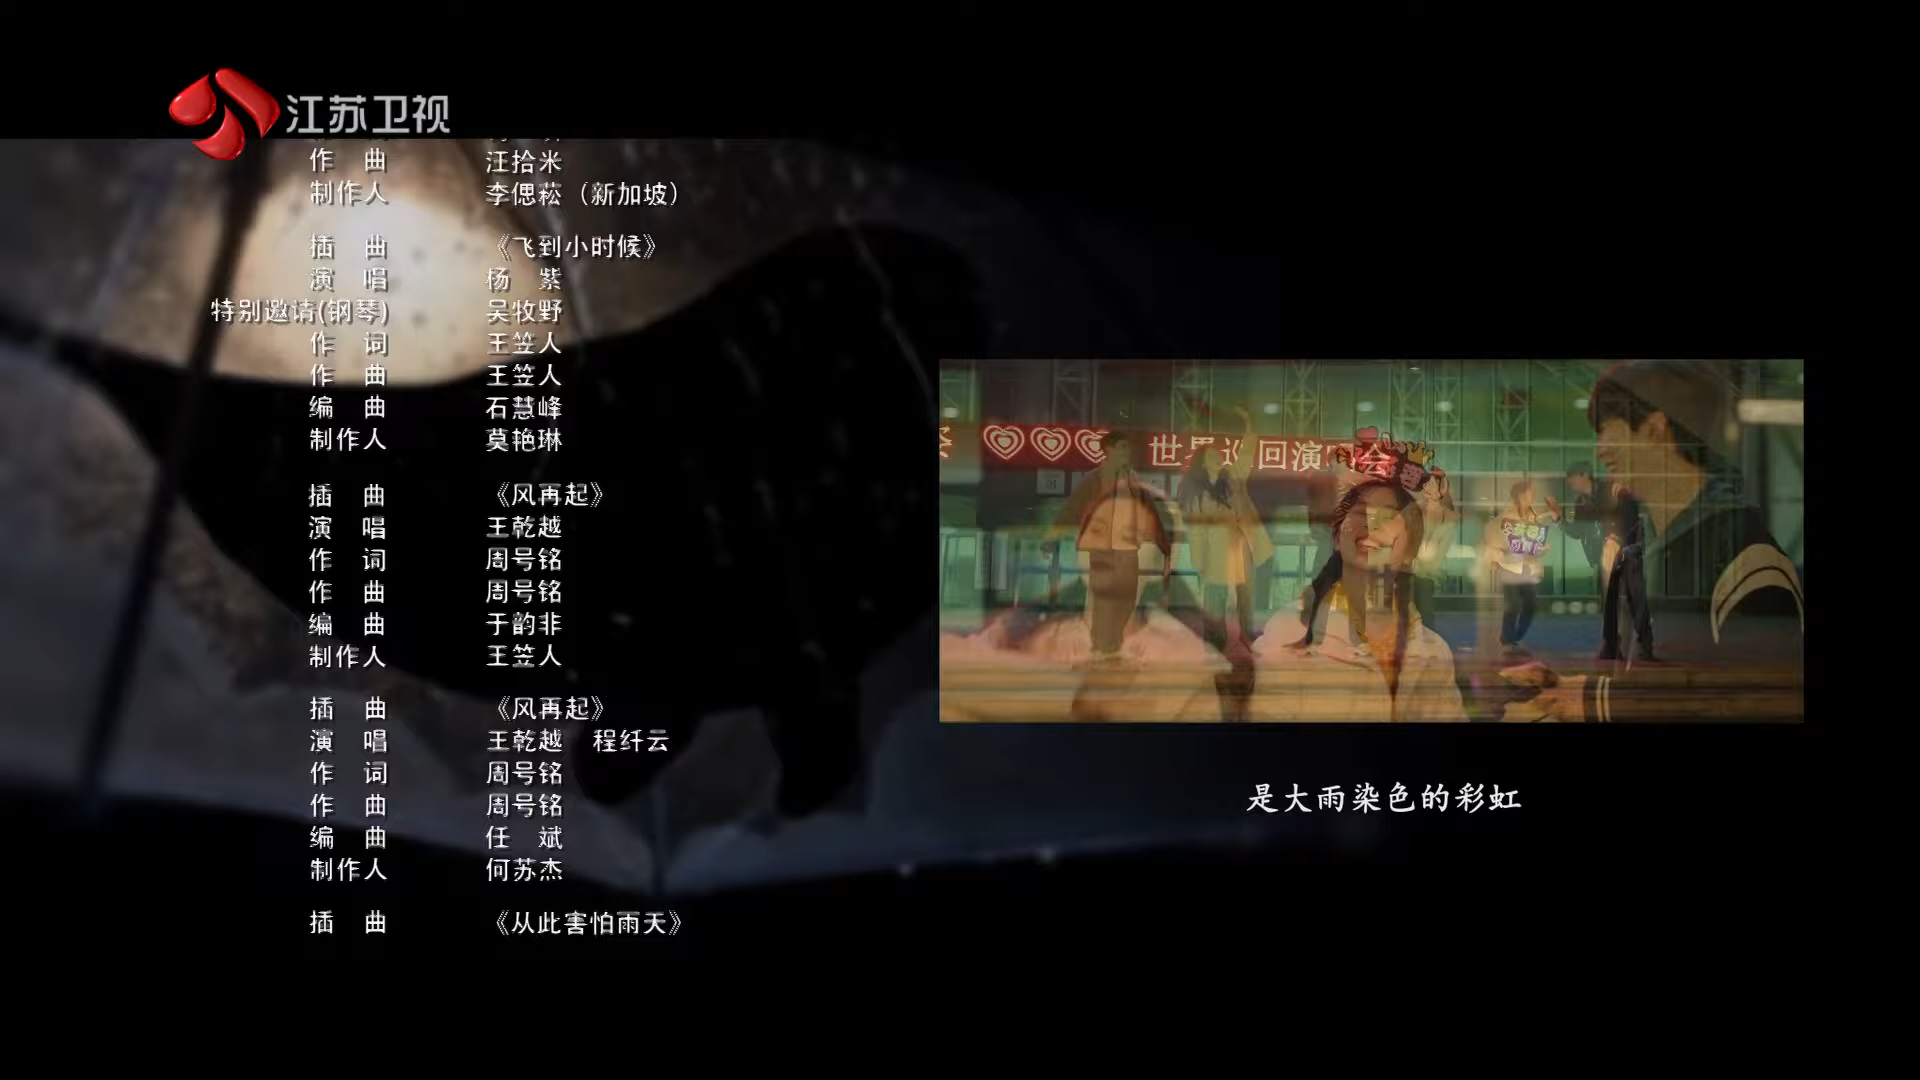 江苏卫视
作 曲 汪拾米
制作人 李偲菘（新加坡）
插 曲 《飞到小时候》
演 唱 杨 紫
特别邀请(钢琴) 吴牧野
作 词 王笠人
作 曲 王笠人
编 曲 石慧峰
制作人 莫艳琳
插 曲 《风再起》
演 唱 王乾越
作 词 周号铭
作 曲 周号铭
编 曲 于韵非
制作人 王笠人
插 曲 《风再起》
演 唱 王乾越 程纤云
作 词 周号铭
作 曲 周号铭
编 曲 任 斌
制作人 何苏杰
插 曲 《从此害怕雨天》
世界巡回演唱会
是大雨染色的彩虹